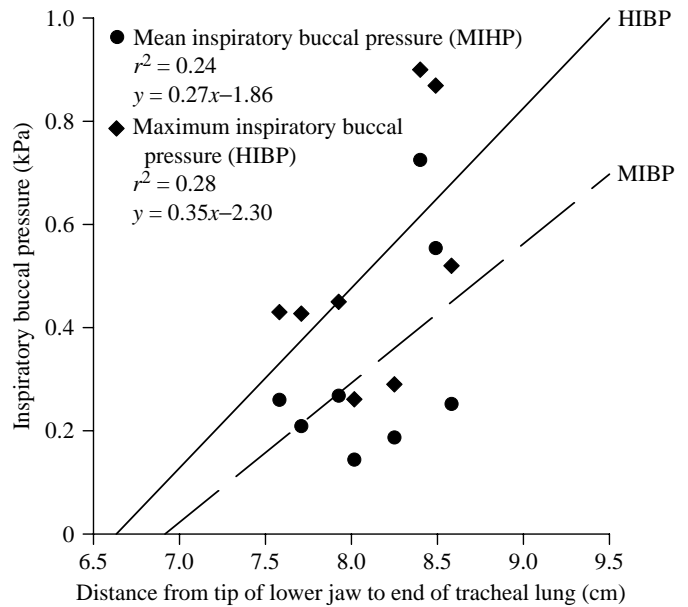 ● Mean inspiratory buccal pressure (MIHP)
r² = 0.24
y = 0.27x–1.86
◆ Maximum inspiratory buccal
pressure (HIBP)
r² = 0.28
y = 0.35x–2.30
HIBP
MIBP
Inspiratory buccal pressure (kPa)
1.0
0.8
0.6
0.4
0.2
0
6.5 7.0 7.5 8.0 8.5 9.0 9.5
Distance from tip of lower jaw to end of tracheal lung (cm)